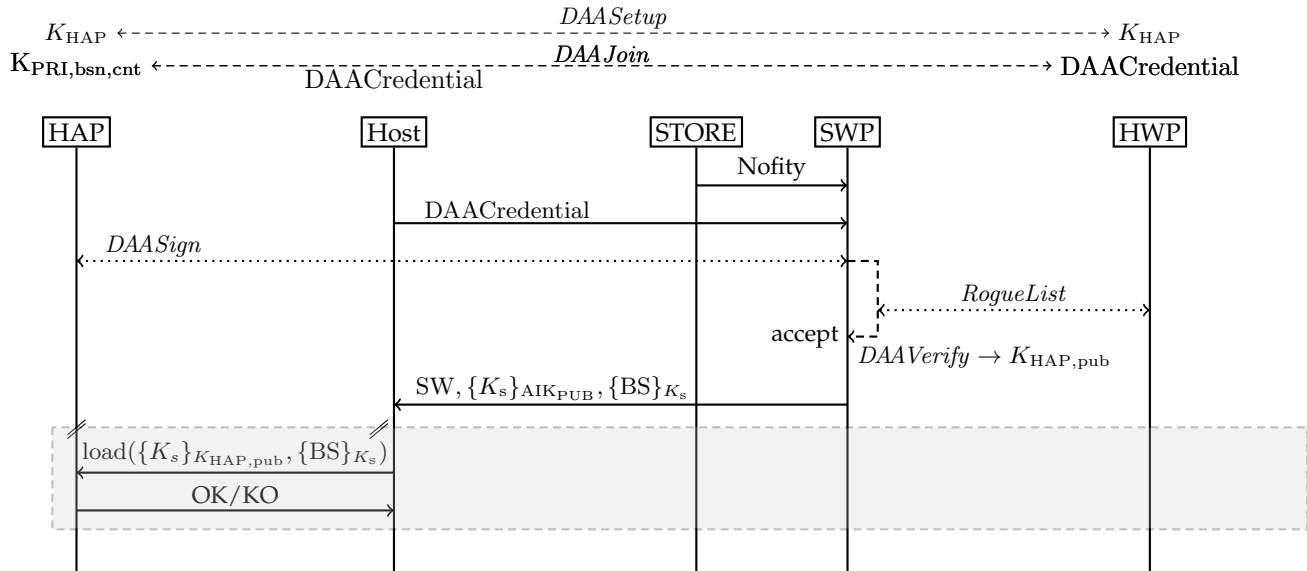 DAASetup
K_HAP K_HAP
DAAJoin
K_PRI,bsn,cnt DAACredential
DAACredential
HAP Host STORE SWP HWP
Nofity
DAACredential
DAASign
RogueList
accept
DAAVerify → K_HAP,pub
SW, {K_s}_AIK_PUB, {BS}_K_s
load({K_s}_K_HAP,pub, {BS}_K_s)
OK/KO